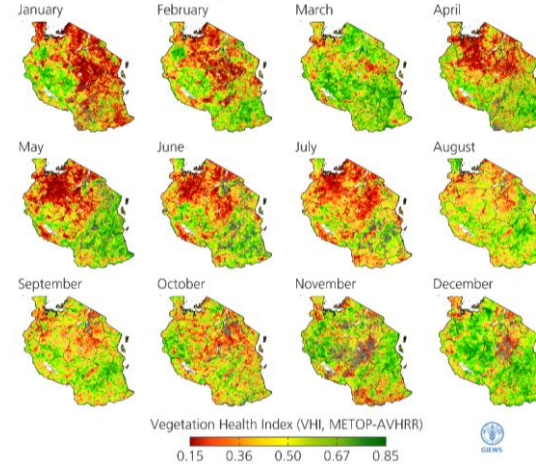 January February March April
May June July August
September October November December
Vegetation Health Index (VHI, METOP-AVHRR)
0.15 0.36 0.50 0.67 0.85
GIEWS